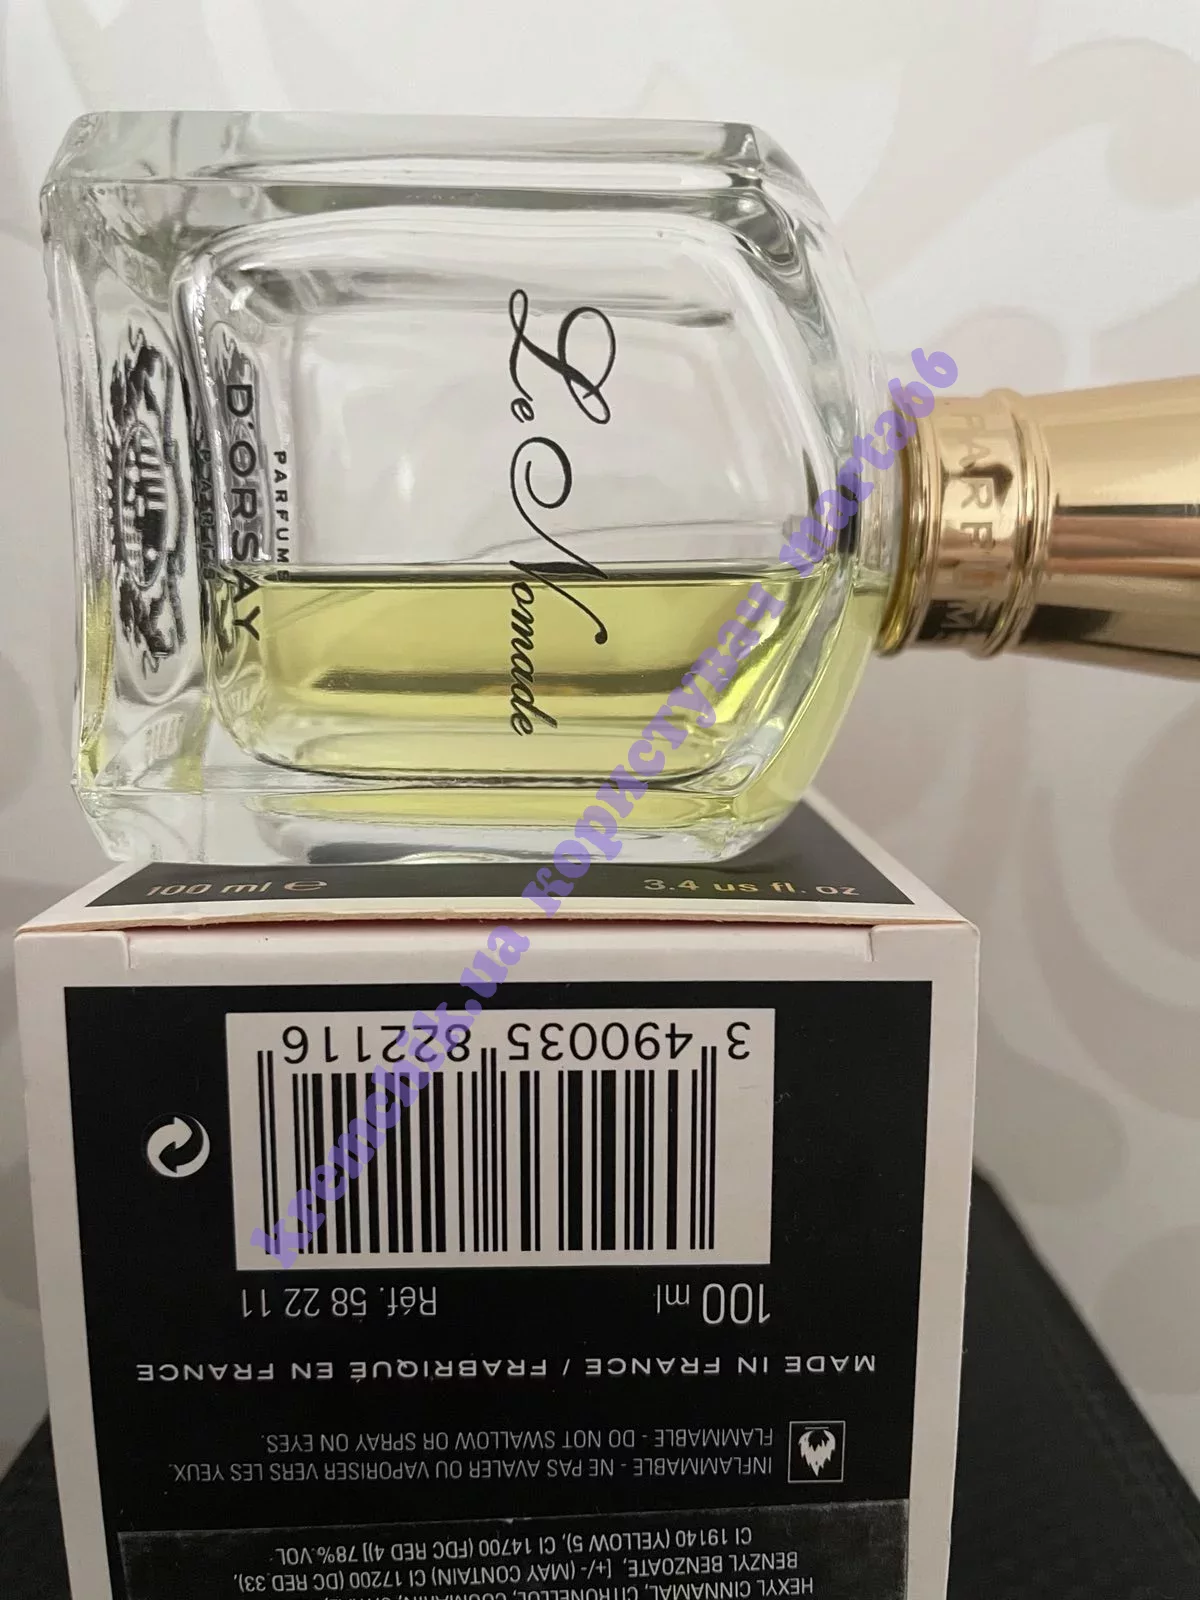 Le Nomade
PARFUMS
D'ORSAY
PARIS
PARFUMS
100 ml e
3.4 us fl. oz
HEXYL CINNAMAL, CITRONELLOL, COUMARIN,
BENZYL BENZOATE, [+/- (MAY CONTAIN) CI 17200 (DC RED 33),
CI 19140 (YELLOW 5), CI 14700 (FDC RED 4)] 78%.VOL
INFLAMMABLE - NE PAS AVALER OU VAPORISER VERS LES YEUX.
FLAMMABLE - DO NOT SWALLOW OR SPRAY ON EYES.
MADE IN FRANCE / FRABRIQUÉ EN FRANCE
100 ml
Réf. 58 22 11
3 490035 822116
kremchik.ua користувач marta66